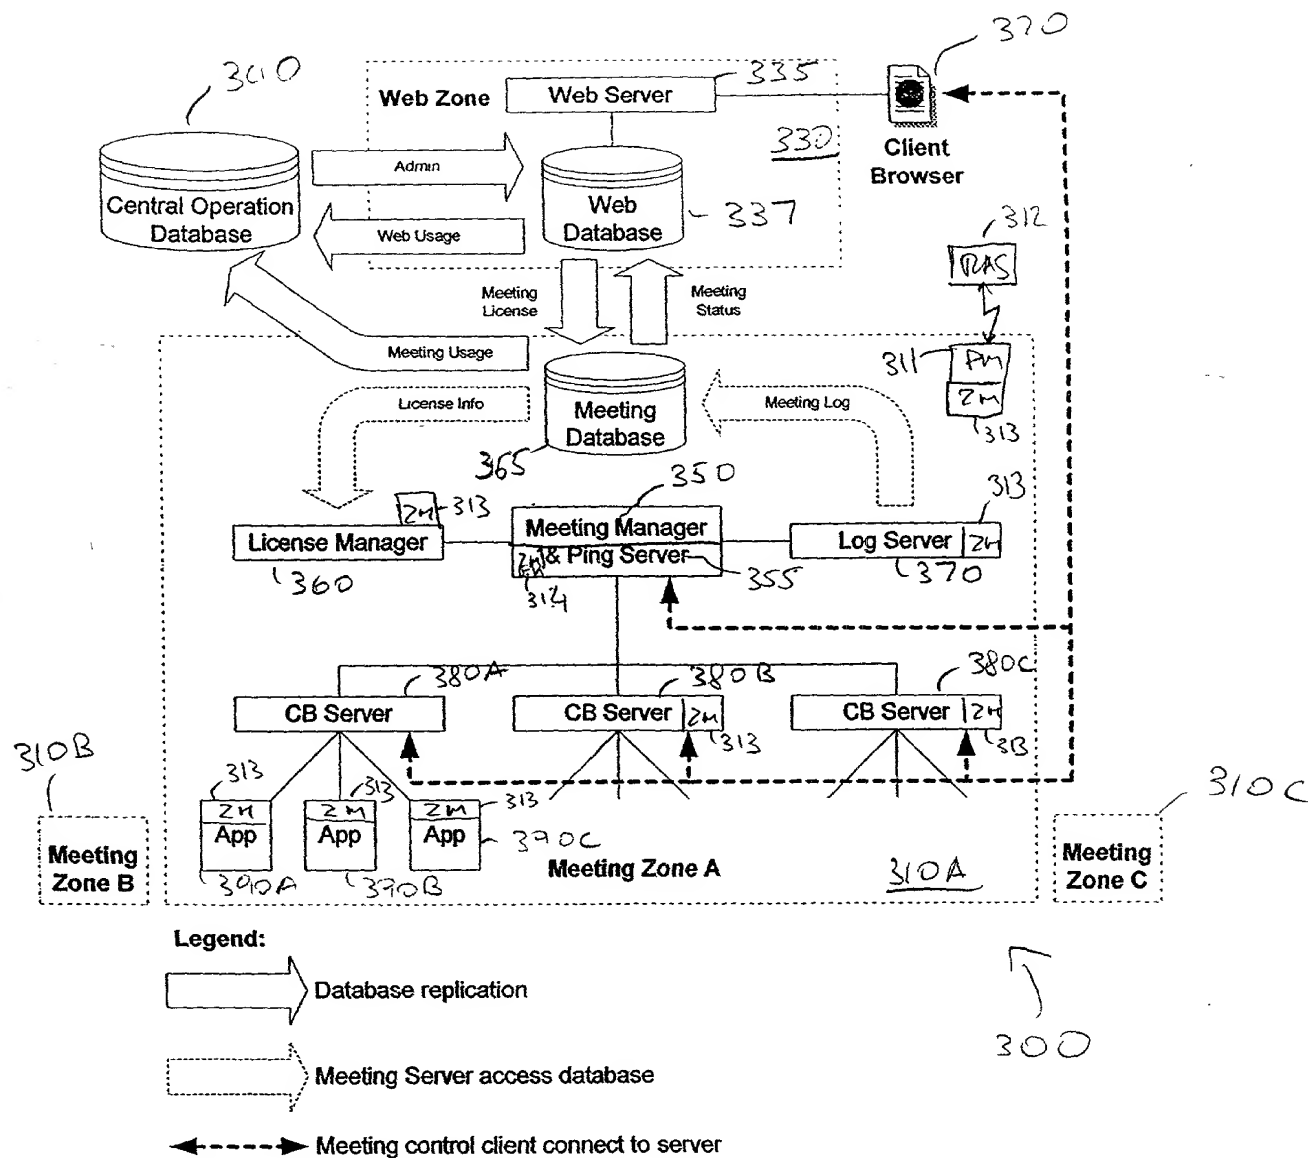 320
340
335
Web Zone
Web Server
330
Client
Browser
Admin
Central Operation
Database
Web
Database
337
Web Usage
312
RAS
Meeting
License
Meeting
Status
311
PM
ZM
313
Meeting Usage
License Info
Meeting Log
Meeting
Database
365
350
ZM
313
313
License Manager
Meeting Manager
& Ping Server
ZM
Log Server
ZM
360
314
355
370
380A
380B
380C
CB Server
CB Server
ZM
CB Server
ZM
313
313
310B
313
313
313
310C
ZM
ZM
ZM
App
App
App
390A
390B
390C
Meeting
Zone B
Meeting Zone A
310A
Meeting
Zone C
Legend:
Database replication
300
Meeting Server access database
Meeting control client connect to server